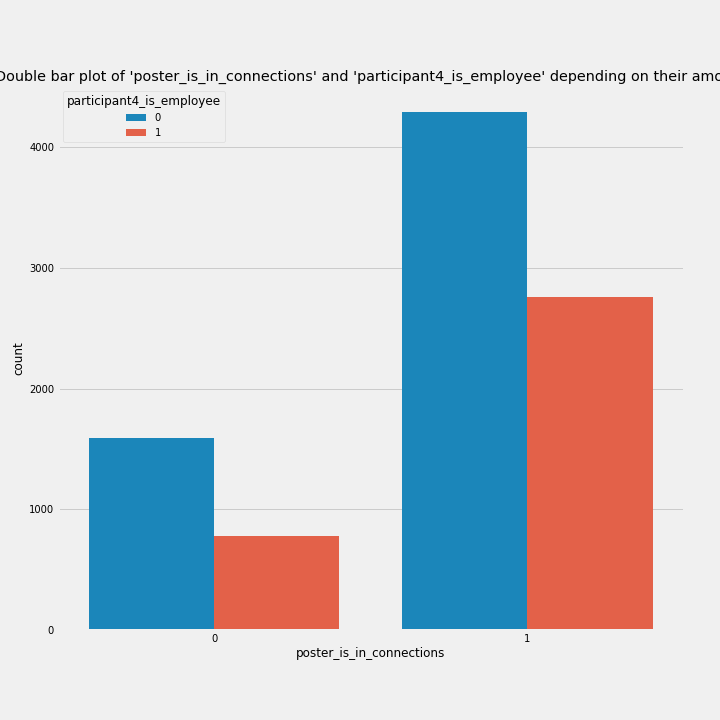 Double bar plot of 'poster_is_in_connections' and 'participant4_is_employee' depending on their
participant4_is_employee
0
1
4000
3000
2000
1000
0
count
0 1
poster_is_in_connections